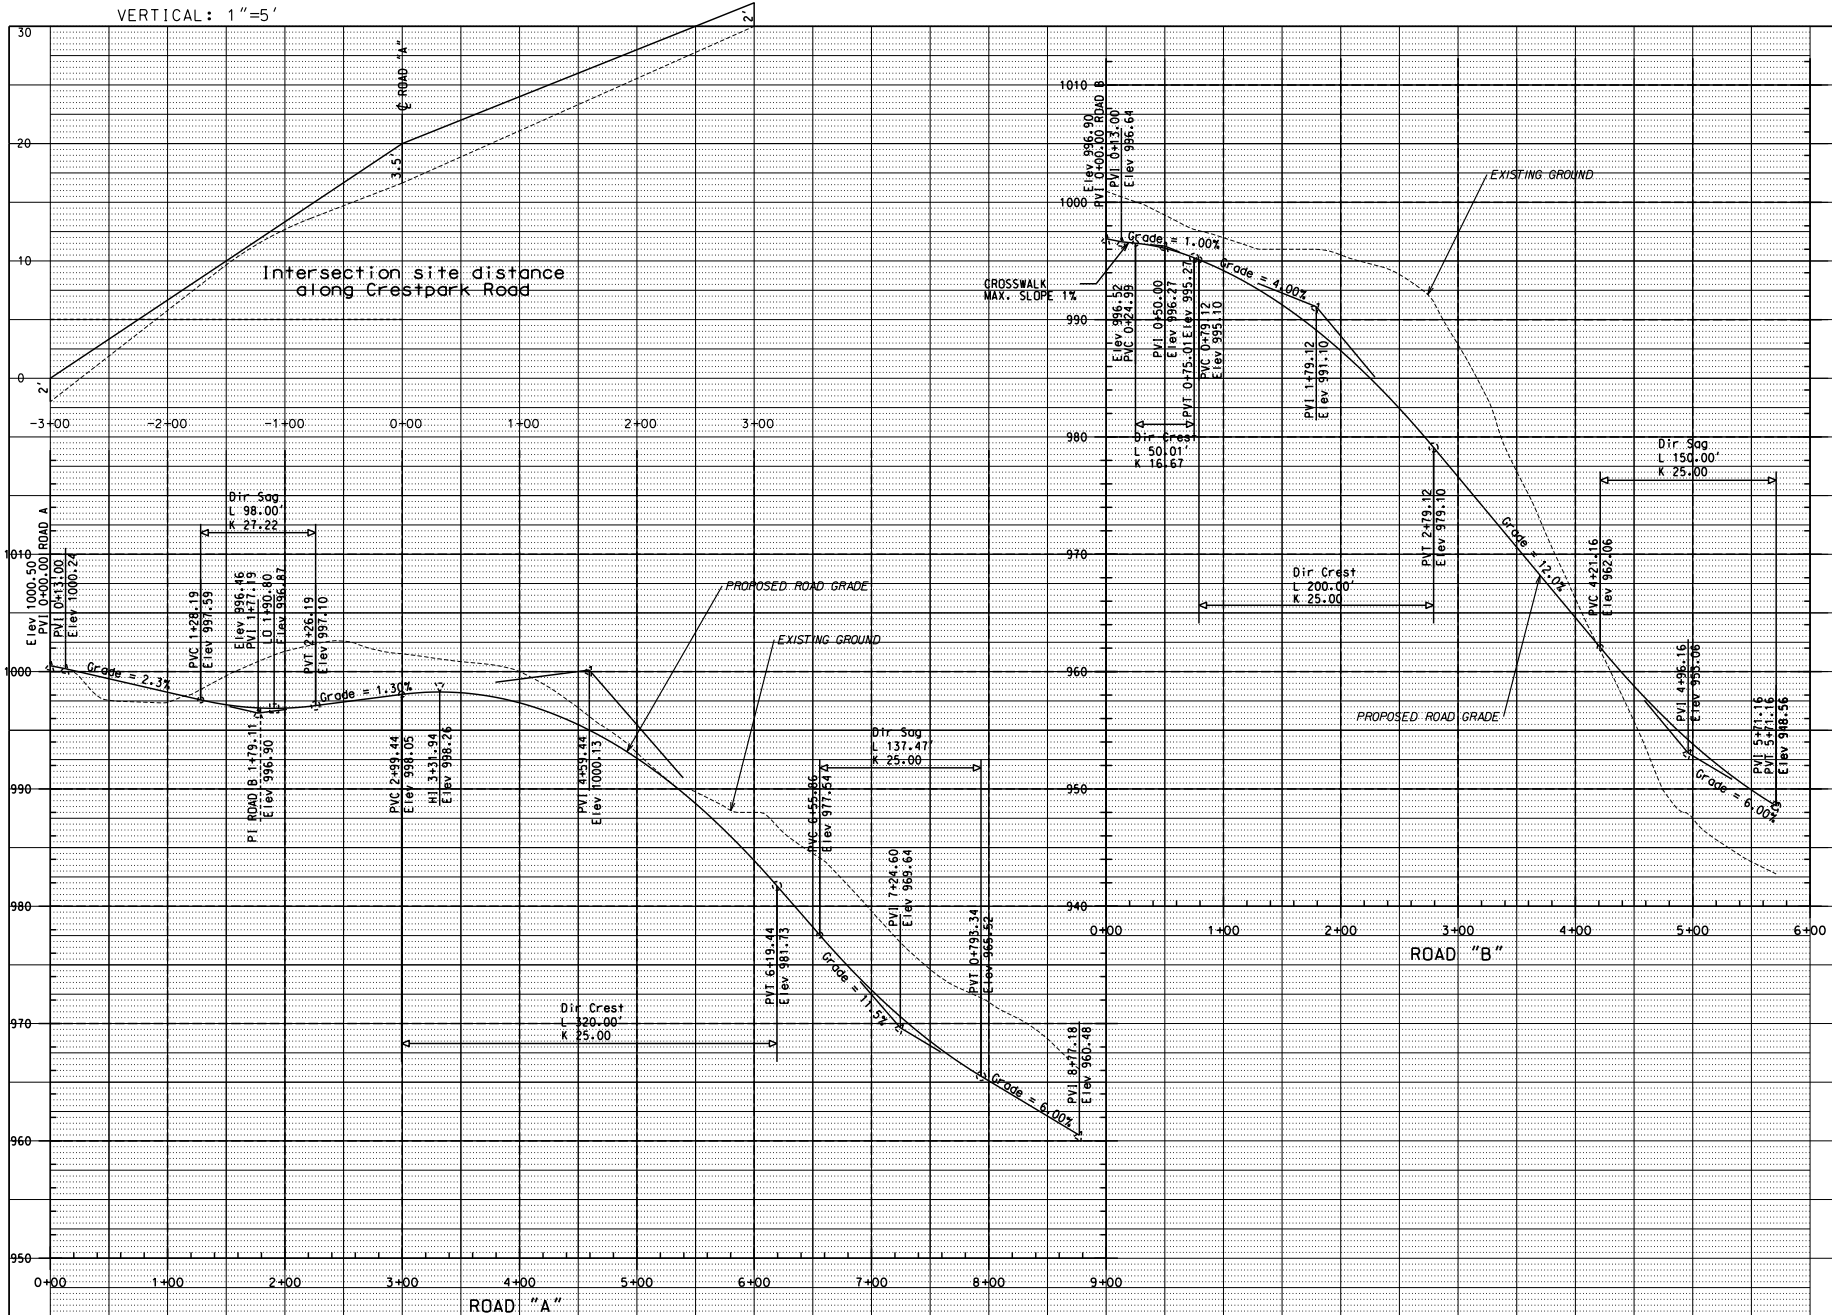 VERTICAL: 1"=5'
30
20
10
0
2'
3.5'
2'
℄ ROAD "A"
Intersection site distance
along Crestpark Road
-3+00
-2+00
-1+00
0+00
1+00
2+00
3+00
1010
1000
990
980
970
960
950
Elev 1000.50
PVI 0+00.00 ROAD A
PVI 0+13.00
Elev 1000.24
Grade = 2.3%
Dir Sag
L 98.00'
K 27.22
PVC 1+28.19
Elev 997.59
Elev 996.46
PVI 1+77.19
LO 1+90.80
Elev 996.87
PVT 2+26.19
Elev 997.10
Grade = 1.30%
PI ROAD B 1+79.11
Elev 996.90
PVC 2+99.44
Elev 998.05
HI 3+31.94
Elev 998.26
PVI 4+59.44
Elev 1000.13
PROPOSED ROAD GRADE
EXISTING GROUND
Dir Crest
L 320.00'
K 25.00
PVT 6+19.44
Elev 981.73
Dir Sag
L 137.47'
K 25.00
PVC 6+55.86
Elev 977.54
Grade = 11.5%
PVI 7+24.60
Elev 969.64
PVT 0+793.34
Elev 965.52
Grade = 6.00%
PVI 8+77.18
Elev 960.48
0+00
1+00
2+00
3+00
4+00
5+00
6+00
7+00
8+00
9+00
ROAD "A"
1010
1000
990
980
970
960
950
940
Elev 996.90
PVI 0+00.00 ROAD B
PVI 0+13.00
Elev 996.64
Grade = 1.00%
CROSSWALK
MAX. SLOPE 1%
Elev 996.52
PVC 0+24.99
PVI 0+50.00
Elev 996.27
PVT 0+75.01 Elev 995.27
PVC 0+79.12
Elev 995.10
Dir Crest
L 50.01'
K 16.67
Grade = 4.00%
PVI 1+79.12
Elev 991.10
EXISTING GROUND
Dir Crest
L 200.00'
K 25.00
PVT 2+79.12
Elev 979.10
Grade = 12.0%
PROPOSED ROAD GRADE
Dir Sag
L 150.00'
K 25.00
PVC 4+21.16
Elev 962.06
PVI 4+96.16
Elev 953.06
Grade = 6.00%
PVI 5+71.16
PVT 5+71.16
Elev 948.56
0+00
1+00
2+00
3+00
4+00
5+00
6+00
ROAD "B"